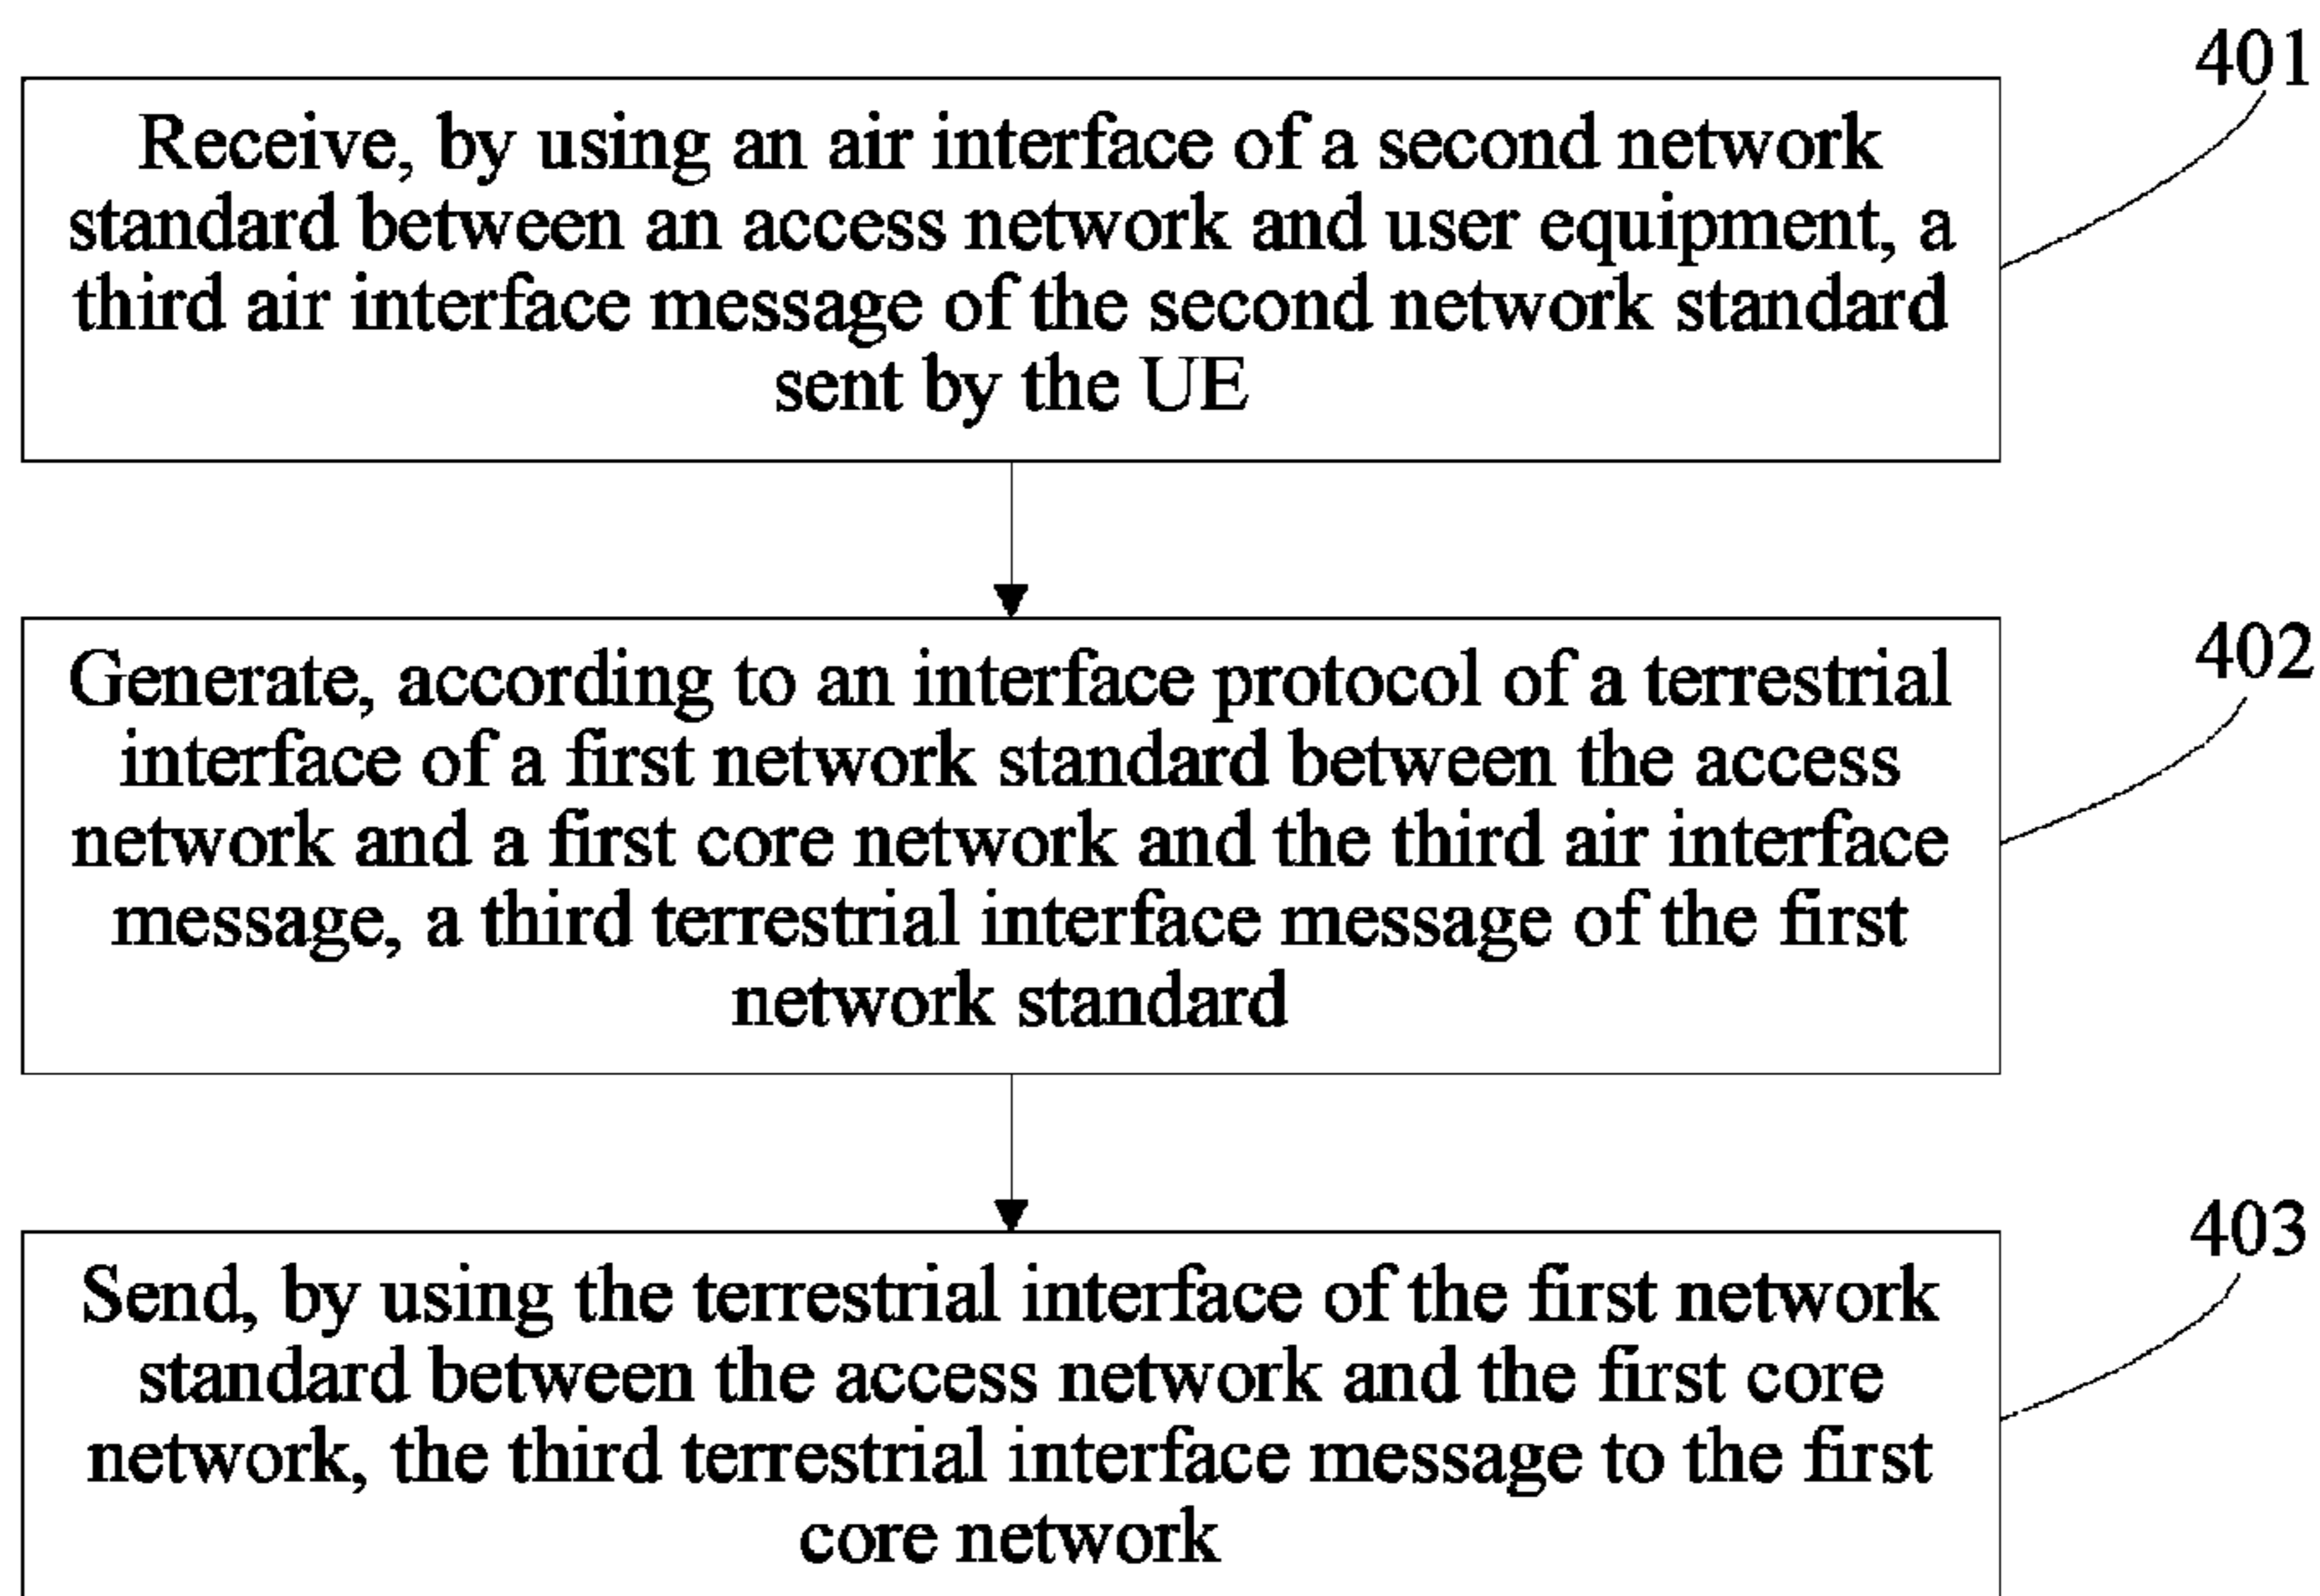 401
Receive, by using an air interface of a second network
standard between an access network and user equipment, a
third air interface message of the second network standard
sent by the UE
402
Generate, according to an interface protocol of a terrestrial
interface of a first network standard between the access
network and a first core network and the third air interface
message, a third terrestrial interface message of the first
network standard
403
Send, by using the terrestrial interface of the first network
standard between the access network and the first core
network, the third terrestrial interface message to the first
core network